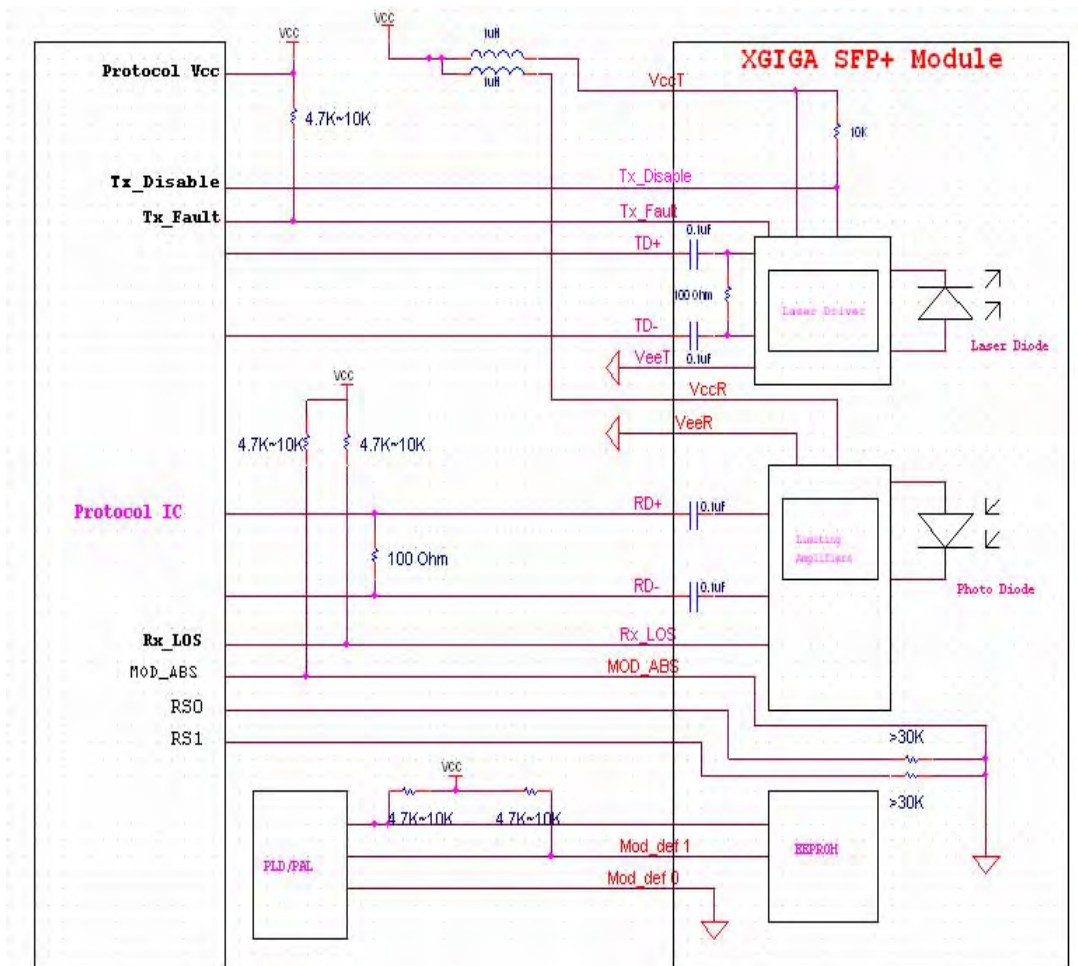 VCC
1uH
VCC
XGIGA SFP+ Module
Protocol Vcc
1uH
VccT
4.7K~10K
10K
Tx_Disable
Tx_Disable
Tx_Fault
Tx_Fault
0.1uF
TD+
100 Ohm
Laser Driver
TD-
Laser Diode
VeeT
0.1uF
VCC
VccR
VeeR
4.7K~10K
4.7K~10K
Protocol IC
RD+
0.1uF
Limiting
Amplifiers
100 Ohm
RD-
0.1uF
Photo Diode
Rx_LOS
Rx_LOS
MOD_ABS
MOD_ABS
RS0
RS1
>30K
VCC
>30K
4.7K~10K
4.7K~10K
Mod_def 1
EEPROM
PLD/PAL
Mod_def 0